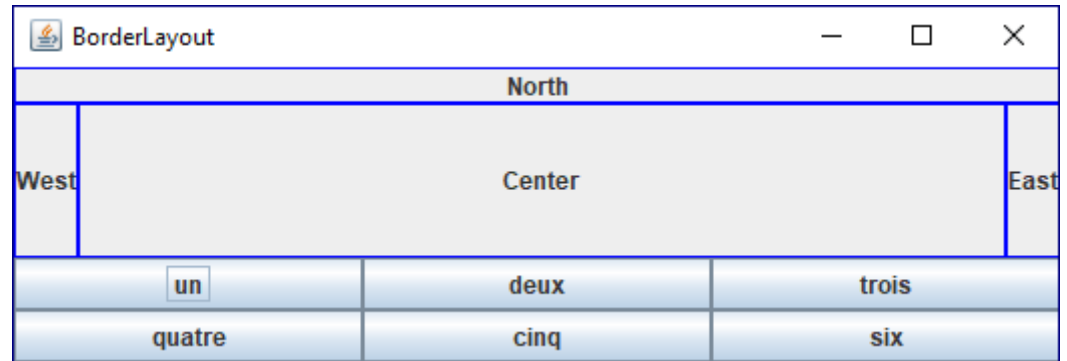 BorderLayout
North
West Center East
un deux trois
quatre cinq six